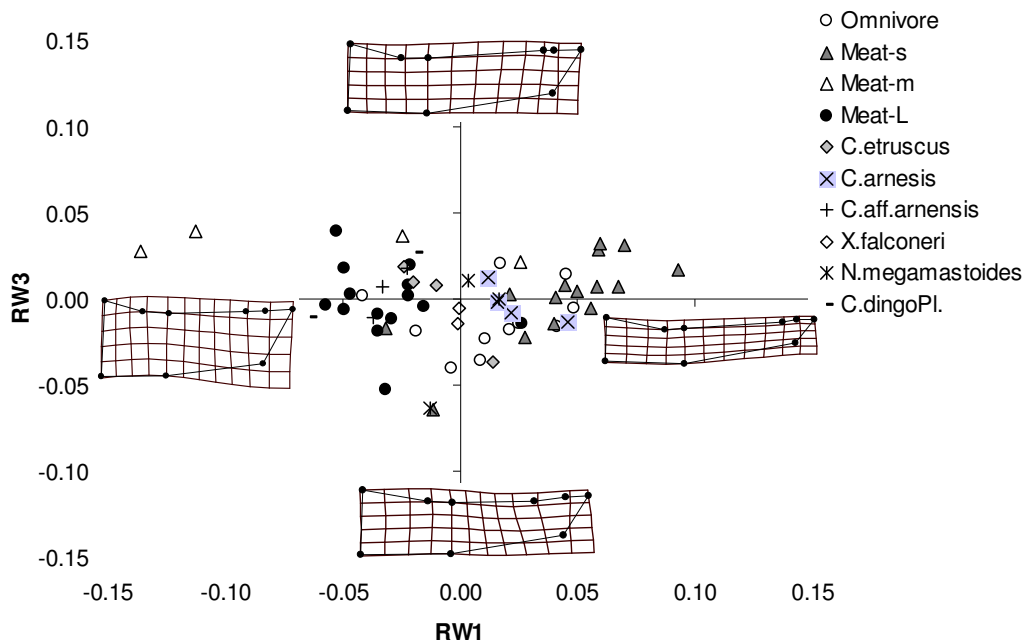 Omnivore
Meat-s
Meat-m
Meat-L
C.etruscus
C.arnesis
C.aff.arnensis
X.falconeri
N.megamastoides
C.dingoPl.
0.15
0.10
0.05
0.00
-0.05
-0.10
-0.15
RW3
-0.15
-0.10
-0.05
0.00
0.05
0.10
0.15
RW1